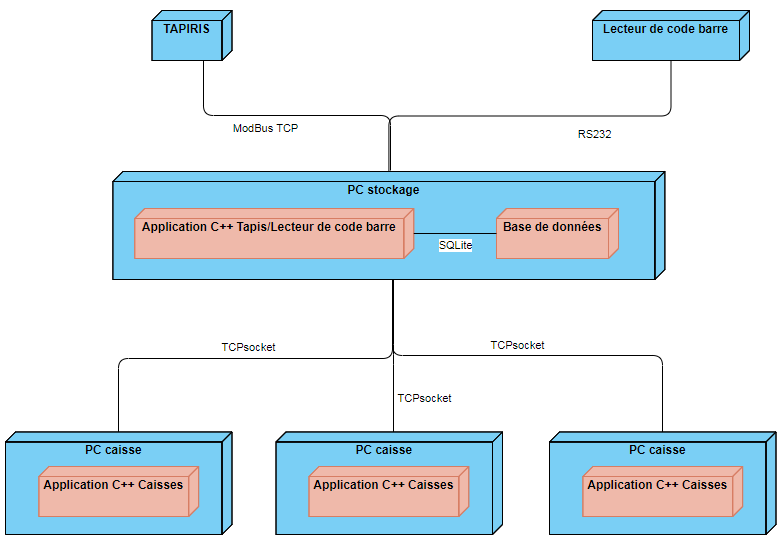 TAPIRIS
Lecteur de code barre
ModBus TCP
RS232
PC stockage
Application C++ Tapis/Lecteur de code barre
Base de données
SQLite
TCPsocket
TCPsocket
TCPsocket
PC caisse
PC caisse
PC caisse
Application C++ Caisses
Application C++ Caisses
Application C++ Caisses